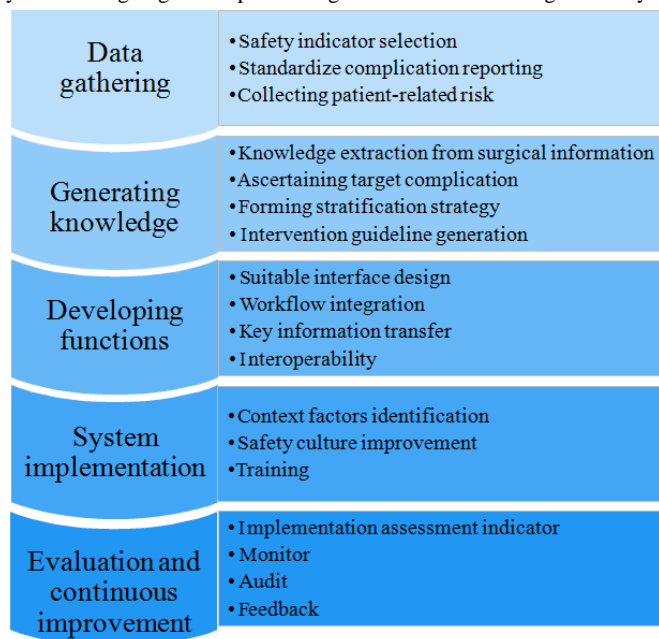 Data
gathering
•Safety indicator selection
•Standardize complication reporting
•Collecting patient-related risk
Generating
knowledge
•Knowledge extraction from surgical information
•Ascertaining target complication
•Forming stratification strategy
•Intervention guideline generation
Developing
functions
•Suitable interface design
•Workflow integration
•Key information transfer
•Interoperability
System
implementation
•Context factors identification
•Safety culture improvement
•Training
Evaluation and
continuous
improvement
•Implementation assessment indicator
•Monitor
•Audit
•Feedback